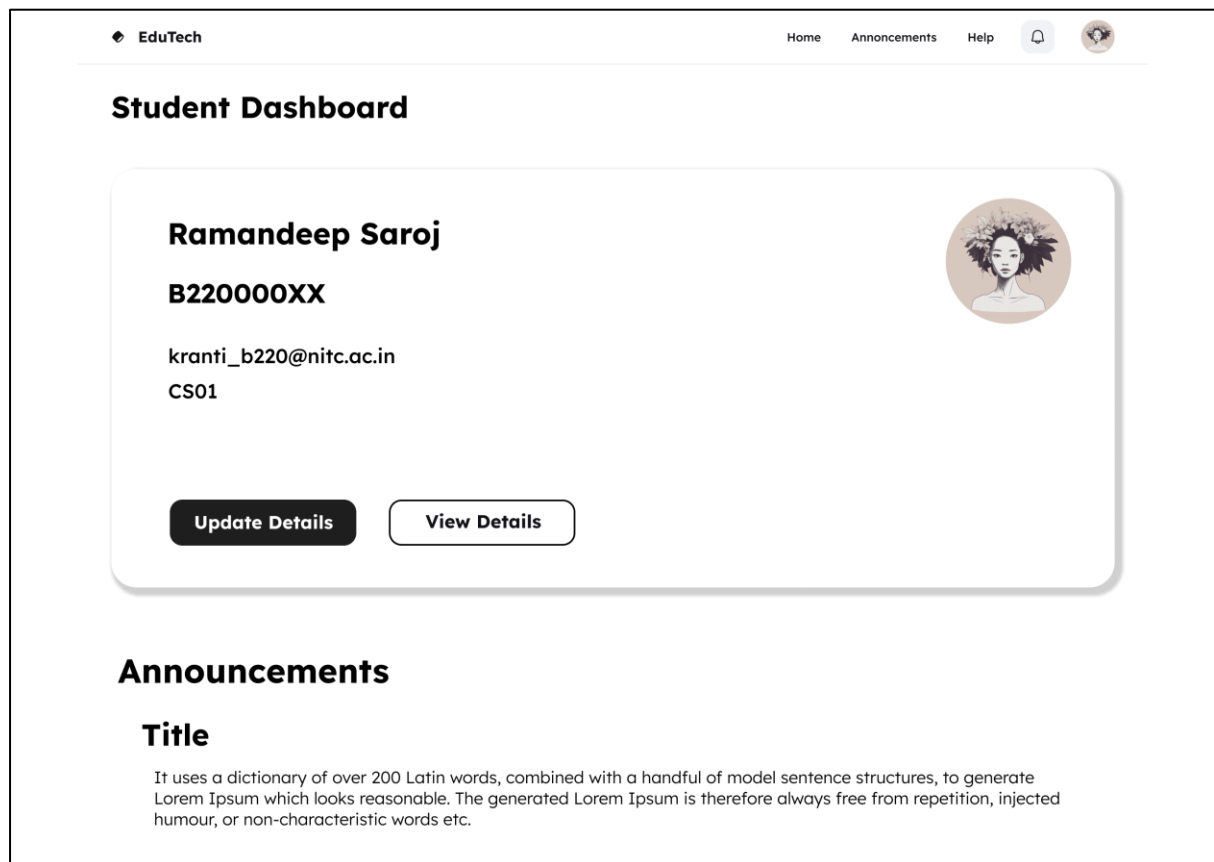 EduTech
Home Annoncements Help
Student Dashboard
Ramandeep Saroj
B220000XX
kranti_b220@nitc.ac.in
CS01
Update Details View Details
Announcements
Title
It uses a dictionary of over 200 Latin words, combined with a handful of model sentence structures, to generate
Lorem Ipsum which looks reasonable. The generated Lorem Ipsum is therefore always free from repetition, injected
humour, or non-characteristic words etc.